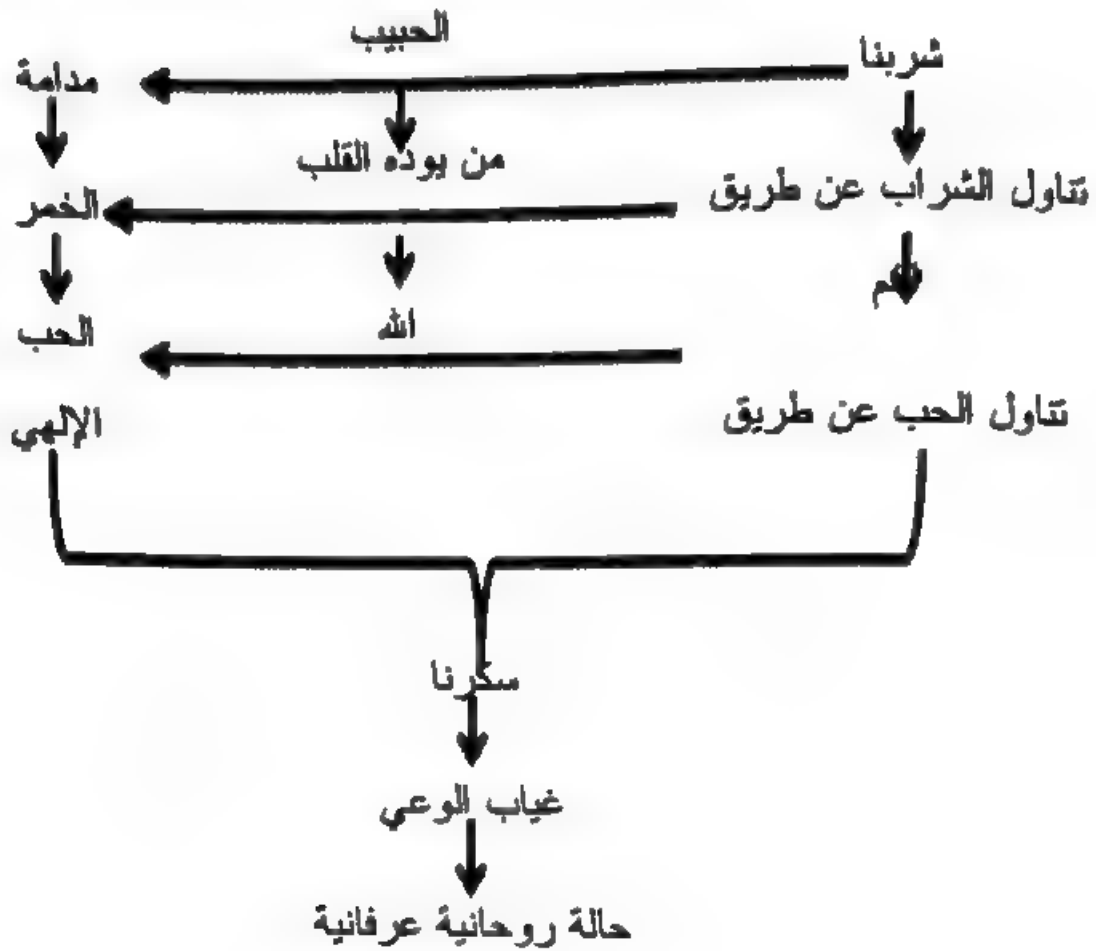 شربنا
الحبيب
مدامة
تناول الشراب عن طريق
من يوده القلب
الخمر
الله
الحب
تناول الحب عن طريق
الإلهي
سكرنا
غياب الوعي
حالة روحانية عرفانية